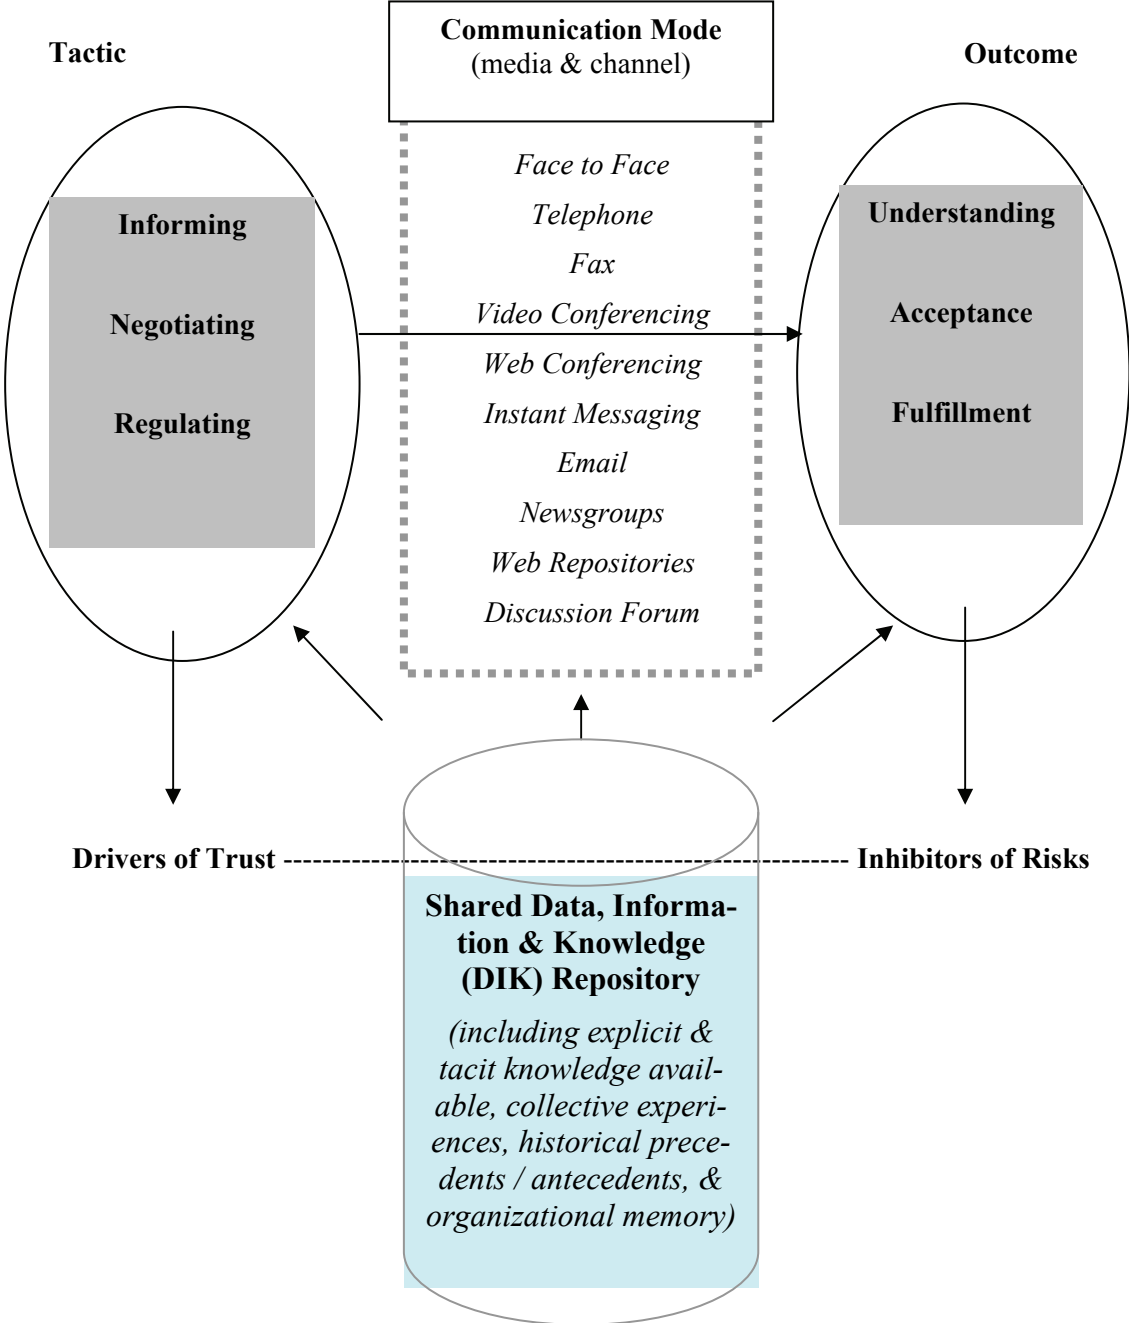 Tactic
Communication Mode
(media & channel)
Outcome
Informing
Negotiating
Regulating
Face to Face
Telephone
Fax
Video Conferencing
Web Conferencing
Instant Messaging
Email
Newsgroups
Web Repositories
Discussion Forum
Understanding
Acceptance
Fulfillment
Drivers of Trust
Inhibitors of Risks
Shared Data, Informa-
tion & Knowledge
(DIK) Repository
(including explicit &
tacit knowledge avail-
able, collective experi-
ences, historical prece-
dents / antecedents, &
organizational memory)